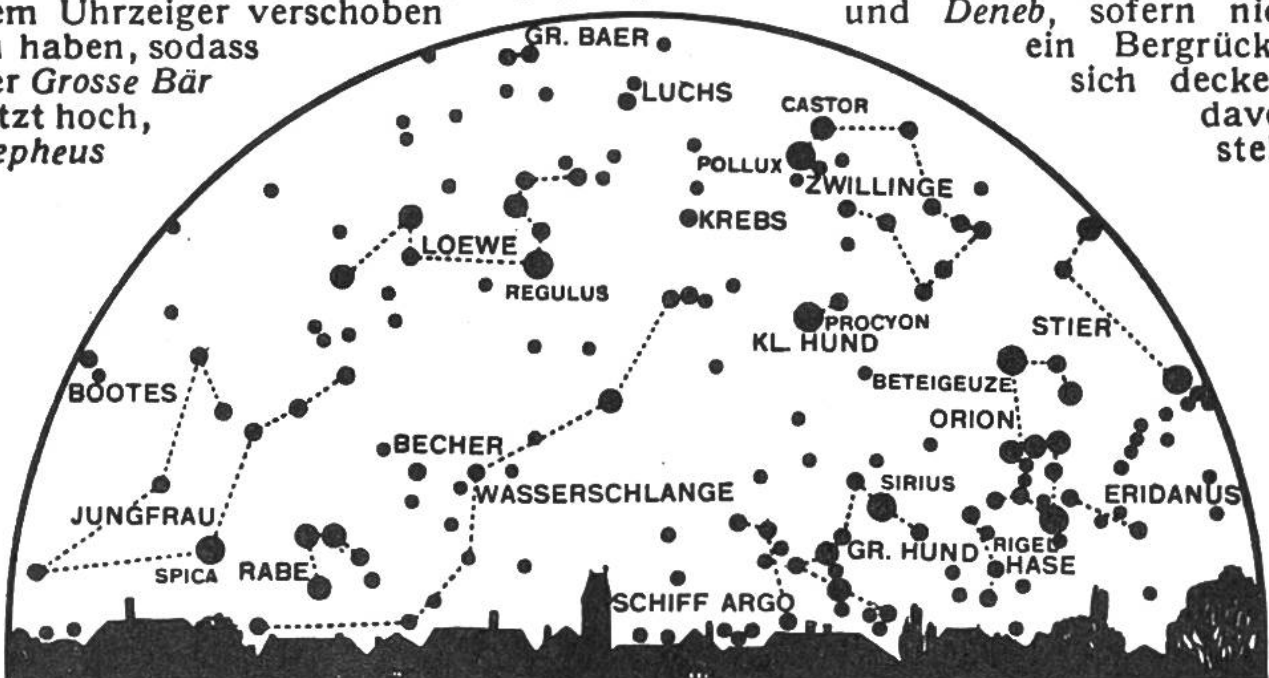 em Uhrzeiger verschoben
haben, sodass
er Grosse Bär
tzt hoch,
epheus
und Deneb, sofern nic
ein Bergrück
sich decke
dav
ste
GR. BAER
LUCHS
CASTOR
POLLUX
ZWILLINGE
KREBS
LOEWE
REGULUS
PROCYON
KL. HUND
STIER
BETEIGEUZE
BOOTES
ORION
BECHER
SIRIUS
WASSERSCHLANGE
ERIDANUS
JUNGFRAU
GR. HUND
RIGEL
HASE
SPICA
RABE
SCHIFF ARGO